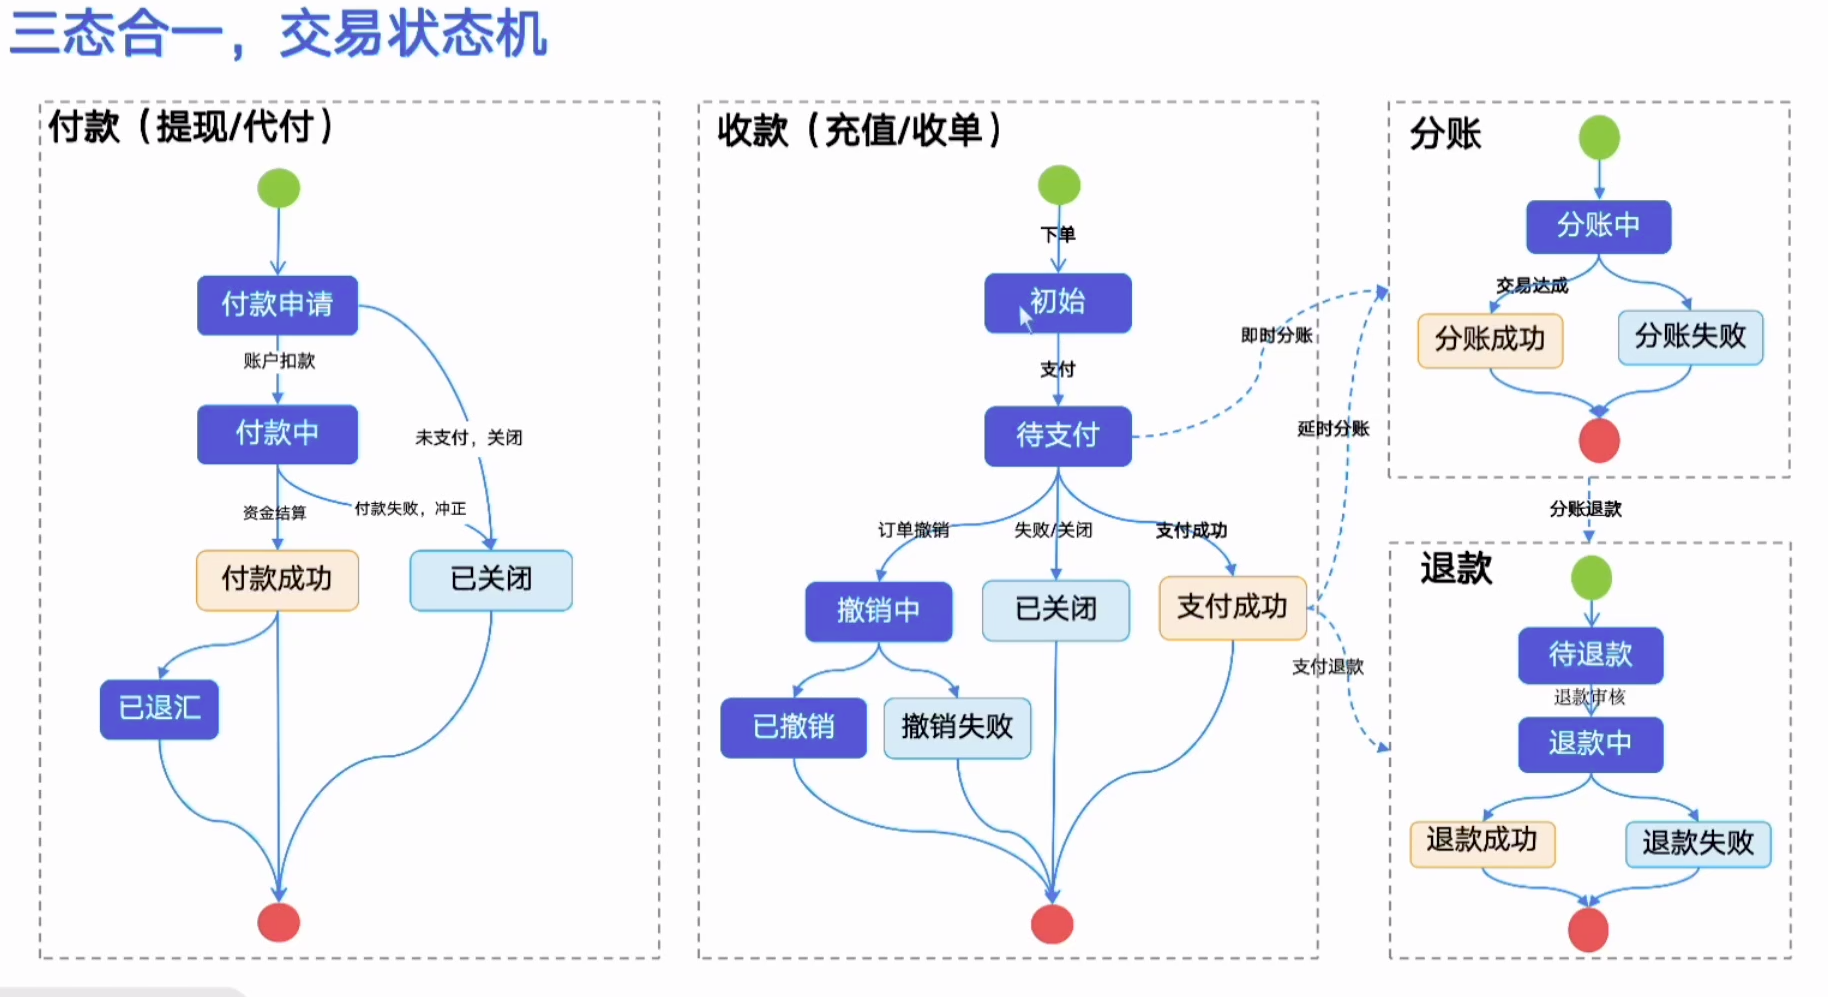 三态合一，交易状态机
付款（提现/代付）
付款申请
账户扣款
付款中
未支付，关闭
资金结算
付款失败，冲正
付款成功
已关闭
已退汇
收款（充值/收单）
下单
初始
支付
待支付
即时分账
延时分账
订单撤销
失败/关闭
支付成功
撤销中
已关闭
支付成功
支付退款
已撤销
撤销失败
分账
分账中
交易达成
分账成功
分账失败
分账退款
退款
待退款
退款审核
退款中
退款成功
退款失败